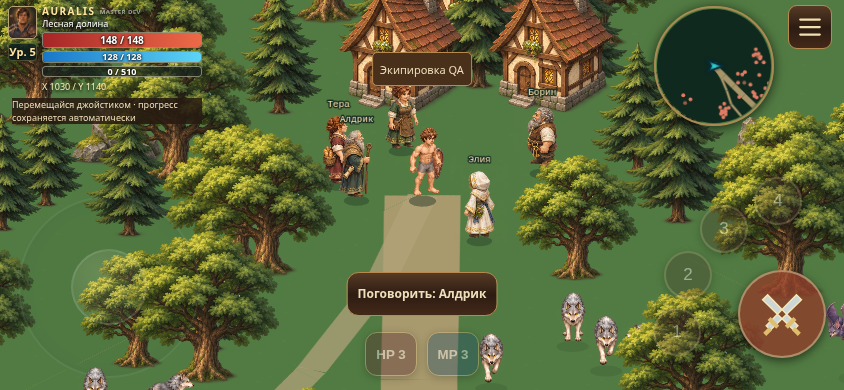 AURALIS MASTER DEV
Лесная долина
Ур. 5
148 / 148
128 / 128
0 / 510
X 1030 / Y 1140
Перемещайся джойстиком · прогресс
сохраняется автоматически
Экипировка QA
Тера
Алдрик
Борин
Элия
4
3
2
1
Поговорить: Алдрик
HP 3
MP 3